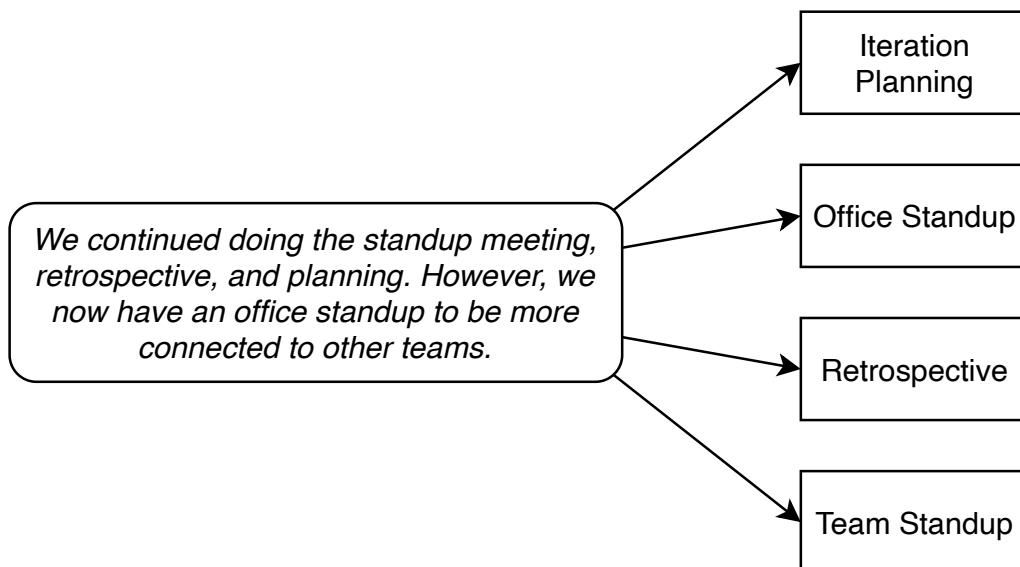 Iteration
Planning
Office Standup
We continued doing the standup meeting,
retrospective, and planning. However, we
now have an office standup to be more
connected to other teams.
Retrospective
Team Standup